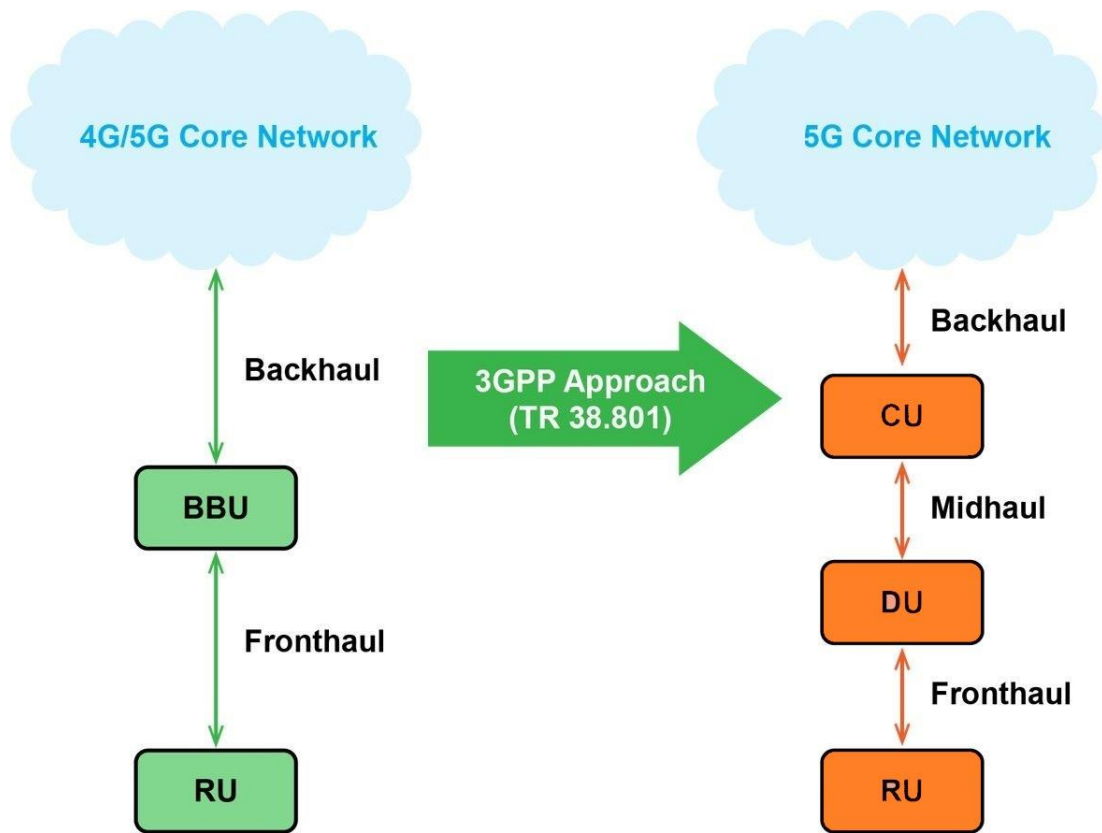 4G/5G Core Network
Backhaul
BBU
Fronthaul
RU
3GPP Approach
(TR 38.801)
5G Core Network
Backhaul
CU
Midhaul
DU
Fronthaul
RU